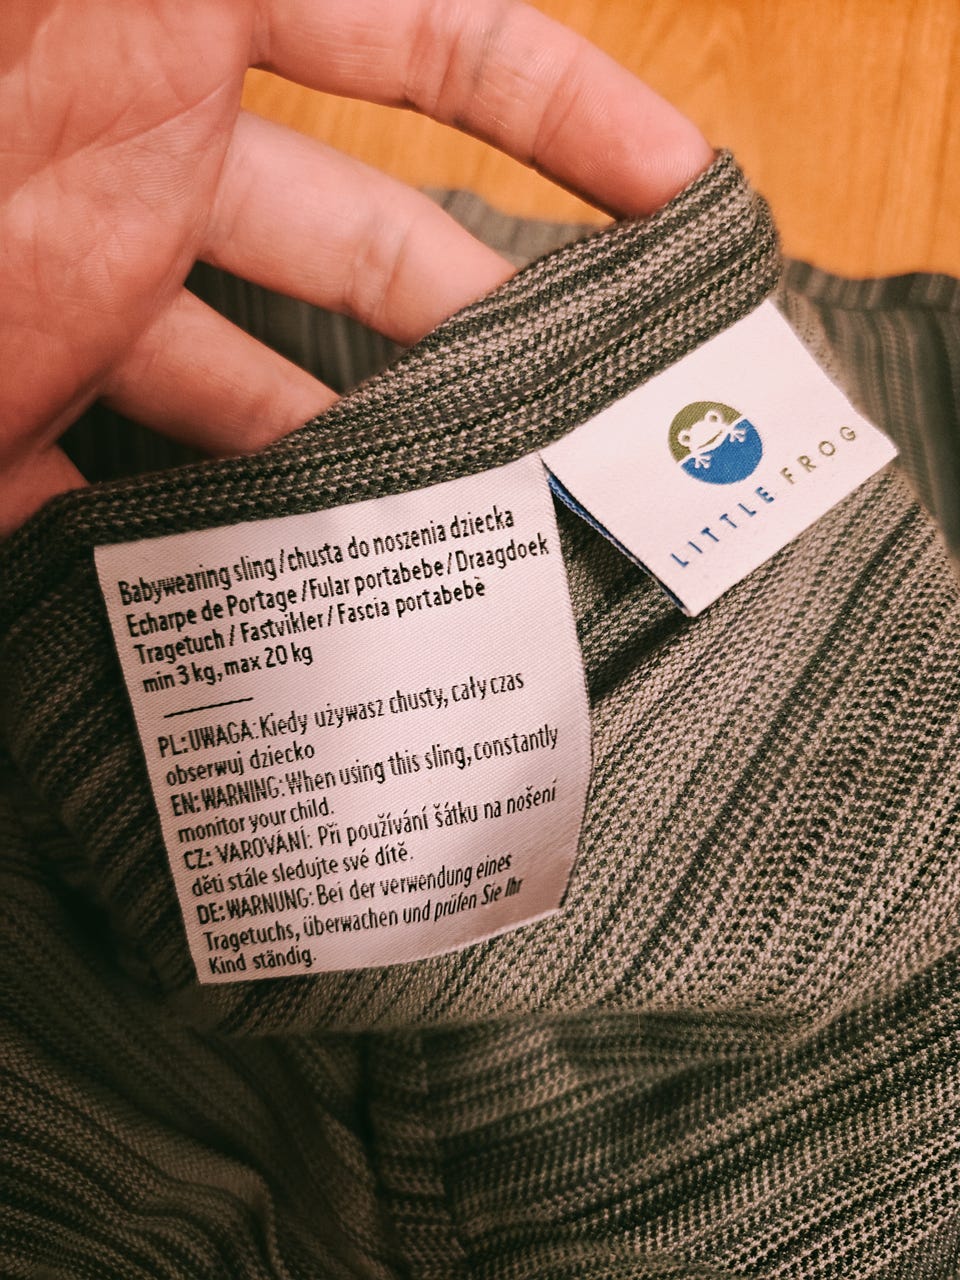 Babywearing sling / chusta do noszenia dziecka
Echarpe de Portage / Fular portabebe / Draagdoek
Tragetuch / Fastvikler / Fascia portabebè
min 3 kg, max 20 kg
PL: UWAGA: Kiedy używasz chusty, cały czas
obserwuj dziecko
EN: WARNING: When using this sling, constantly
monitor your child.
CZ: VAROVÁNÍ: Při používání šátku na nošení
děti stále sledujte své dítě.
DE: WARNUNG: Bei der verwendung eines
Tragetuchs, überwachen und prüfen Sie Ihr
Kind ständig.
LITTLE FROG